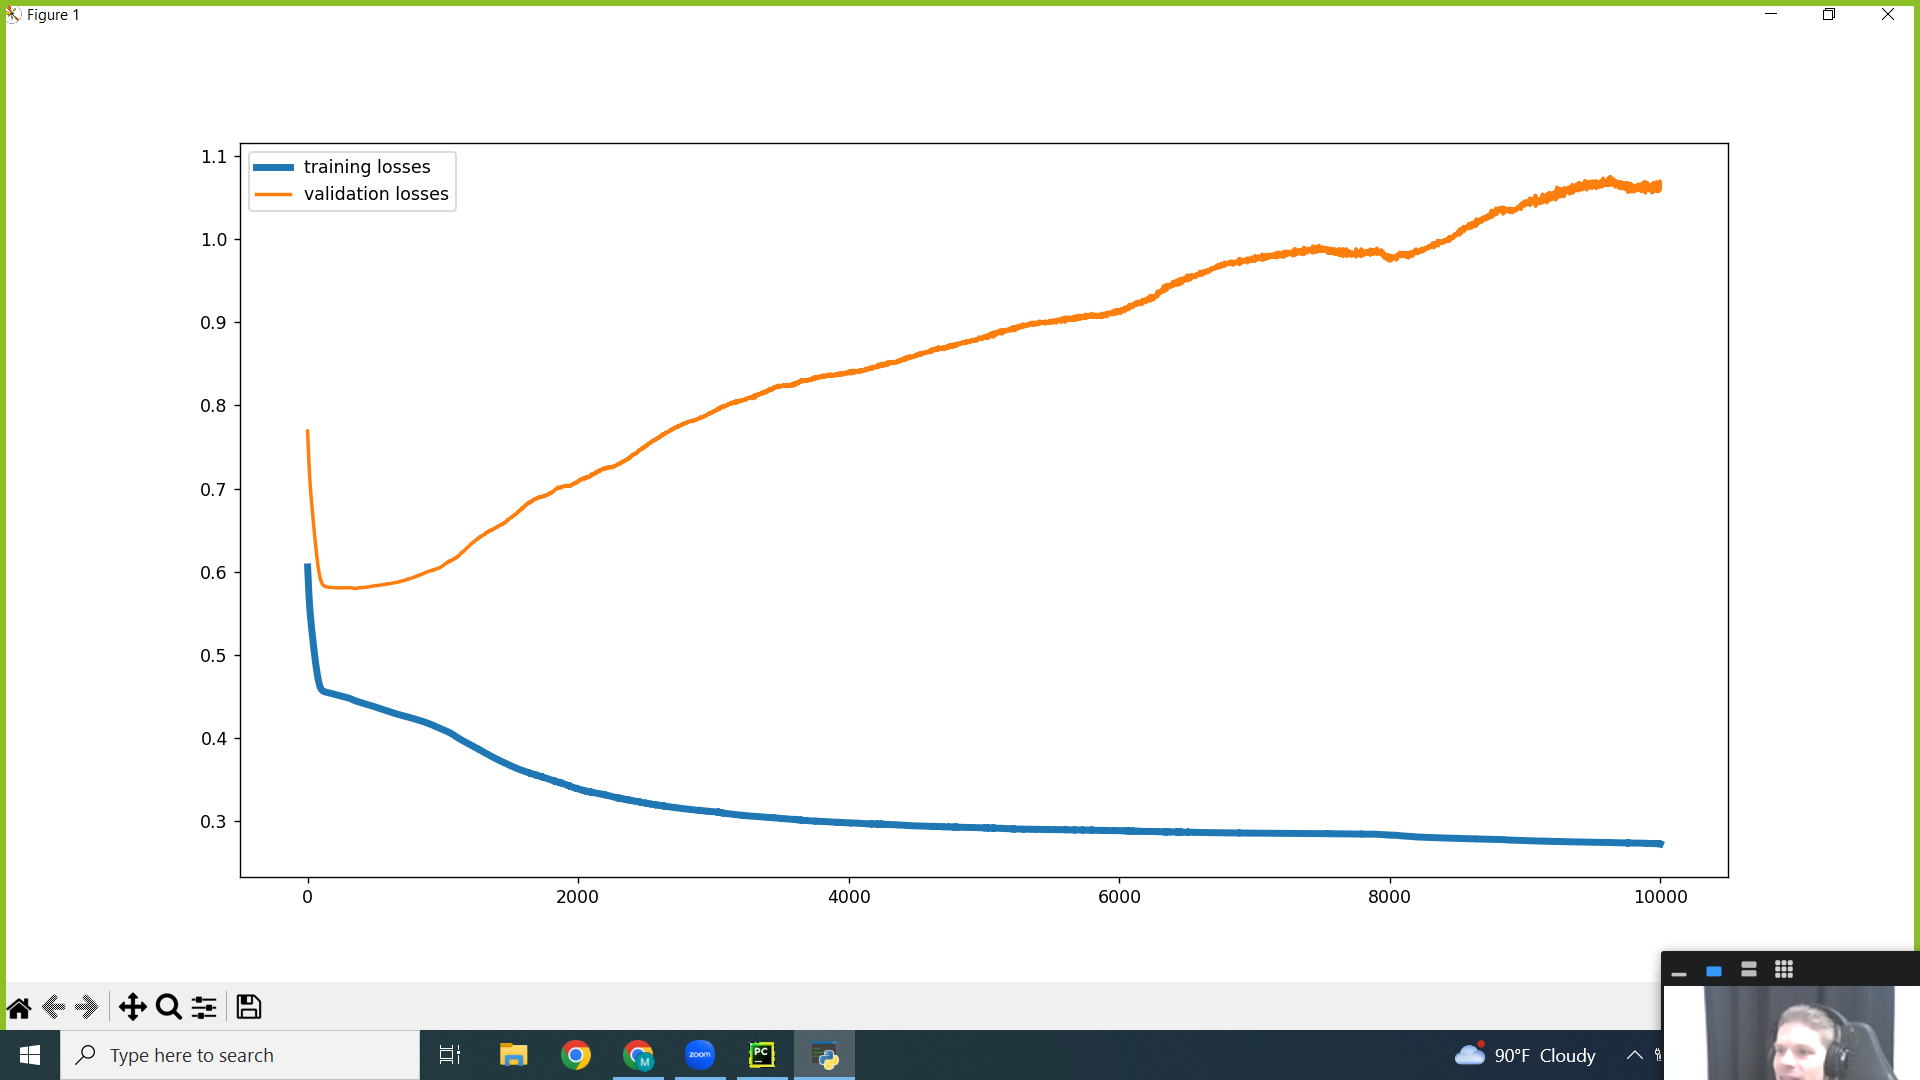 Figure 1
1.1
training losses
validation losses
1.0
0.9
0.8
0.7
0.6
0.5
0.4
0.3
0 2000 4000 6000 8000 10000
Type here to search
M
zoom
PC
90°F Cloudy